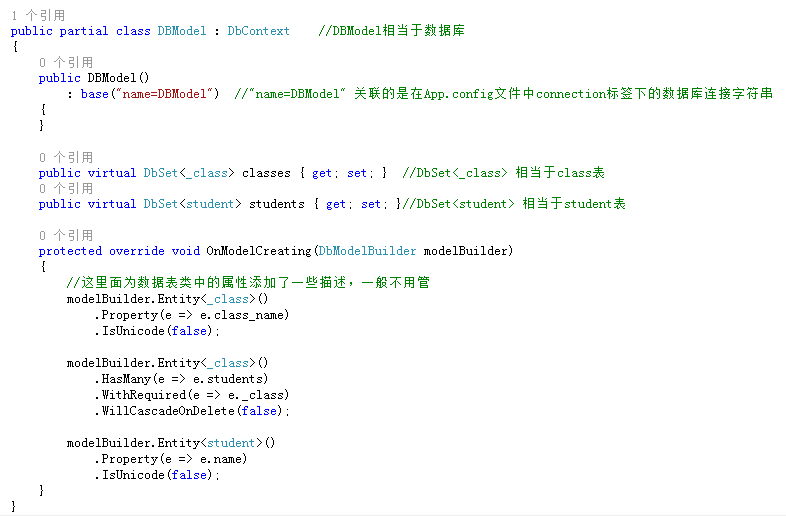 1 个引用
public partial class DBModel : DbContext    //DBModel相当于数据库
{
    0 个引用
    public DBModel()
        : base("name=DBModel")  //"name=DBModel" 关联的是在App.config文件中connection标签下的数据库连接字符串
    {
    }

    0 个引用
    public virtual DbSet<_class> classes { get; set; }  //DbSet<_class> 相当于class表
    0 个引用
    public virtual DbSet<student> students { get; set; }//DbSet<student> 相当于student表

    0 个引用
    protected override void OnModelCreating(DbModelBuilder modelBuilder)
    {
        //这里面为数据表类中的属性添加了一些描述，一般不用管
        modelBuilder.Entity<_class>()
            .Property(e => e.class_name)
            .IsUnicode(false);

        modelBuilder.Entity<_class>()
            .HasMany(e => e.students)
            .WithRequired(e => e._class)
            .WillCascadeOnDelete(false);

        modelBuilder.Entity<student>()
            .Property(e => e.name)
            .IsUnicode(false);
    }
}